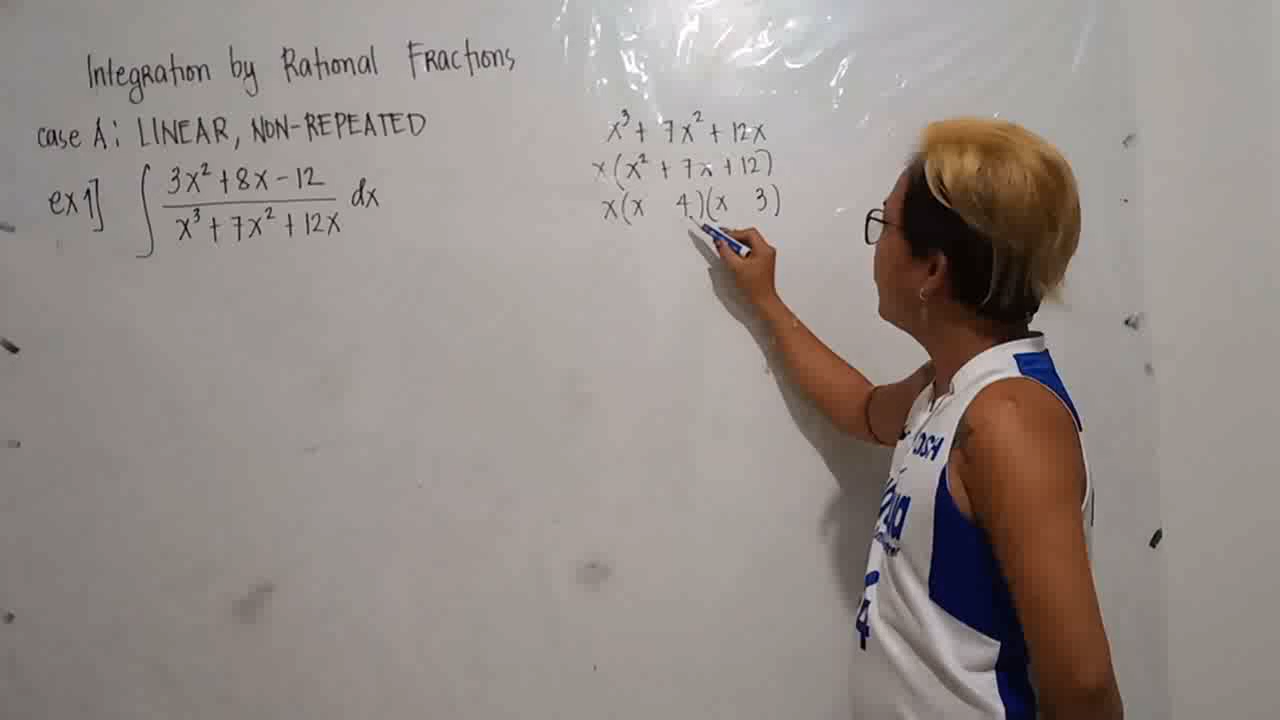 Integration by Rational Fractions
case A: LINEAR, NON-REPEATED
ex 1] ∫ (3x² + 8x - 12)/(x³ + 7x² + 12x) dx
x³ + 7x² + 12x
x(x² + 7x + 12)
x(x 4)(x 3)
4